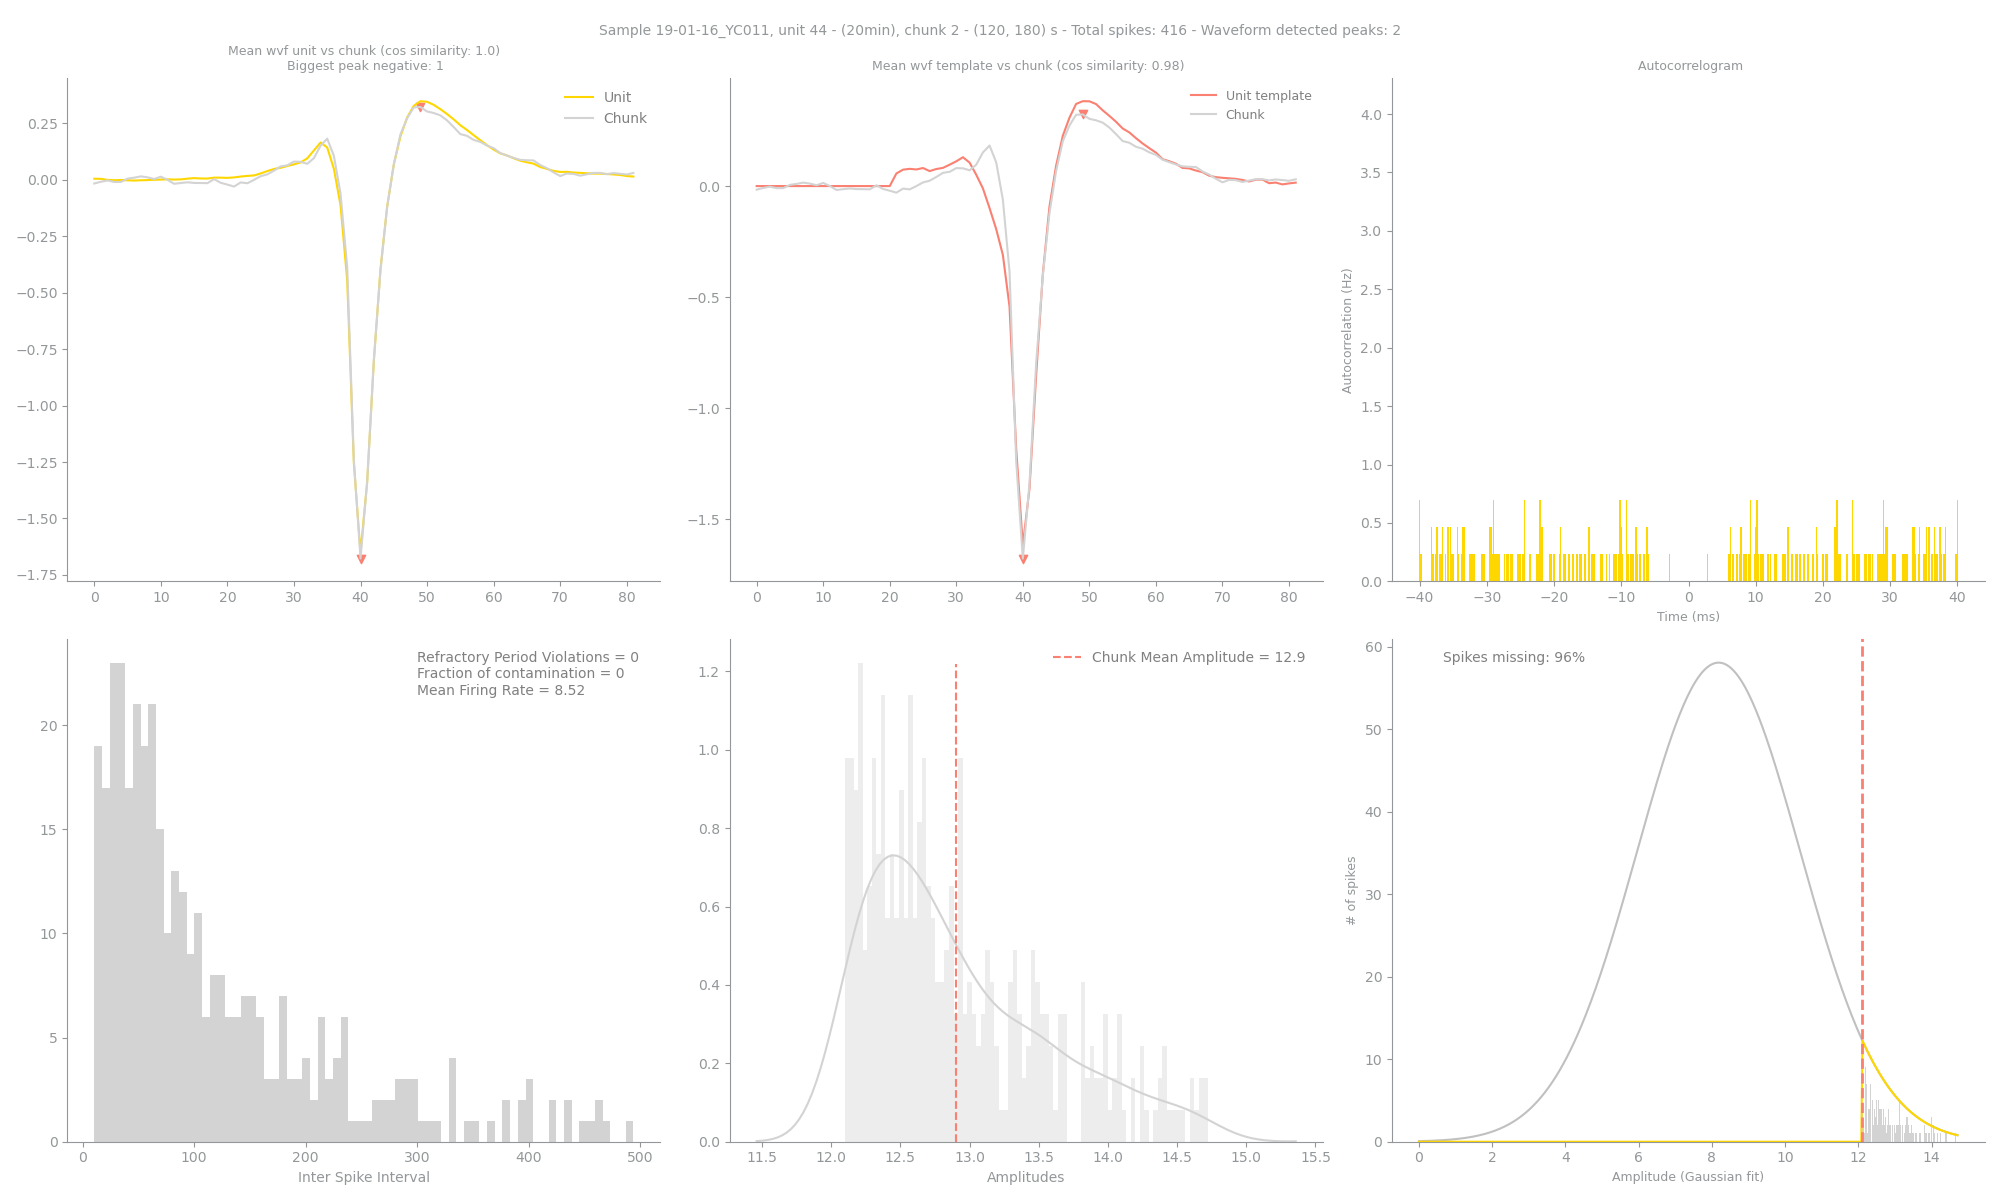 Sample 19-01-16_YC011, unit 44 - (20min), chunk 2 - (120, 180) s - Total spikes: 416 - Waveform detected peaks: 2
Mean wvf unit vs chunk (cos similarity: 1.0)
Biggest peak negative: 1
Unit
Chunk
0.25
0.00
−0.25
−0.50
−0.75
−1.00
−1.25
−1.50
−1.75
0 10 20 30 40 50 60 70 80
Mean wvf template vs chunk (cos similarity: 0.98)
Unit template
Chunk
0.0
−0.5
−1.0
−1.5
0 10 20 30 40 50 60 70 80
Autocorrelogram
Autocorrelation (Hz)
4.0
3.5
3.0
2.5
2.0
1.5
1.0
0.5
0.0
−40 −30 −20 −10 0 10 20 30 40
Time (ms)
Refractory Period Violations = 0
Fraction of contamination = 0
Mean Firing Rate = 8.52
20
15
10
5
0
0 100 200 300 400 500
Inter Spike Interval
Chunk Mean Amplitude = 12.9
1.2
1.0
0.8
0.6
0.4
0.2
0.0
11.5 12.0 12.5 13.0 13.5 14.0 14.5 15.0 15.5
Amplitudes
Spikes missing: 96%
# of spikes
60
50
40
30
20
10
0
0 2 4 6 8 10 12 14
Amplitude (Gaussian fit)